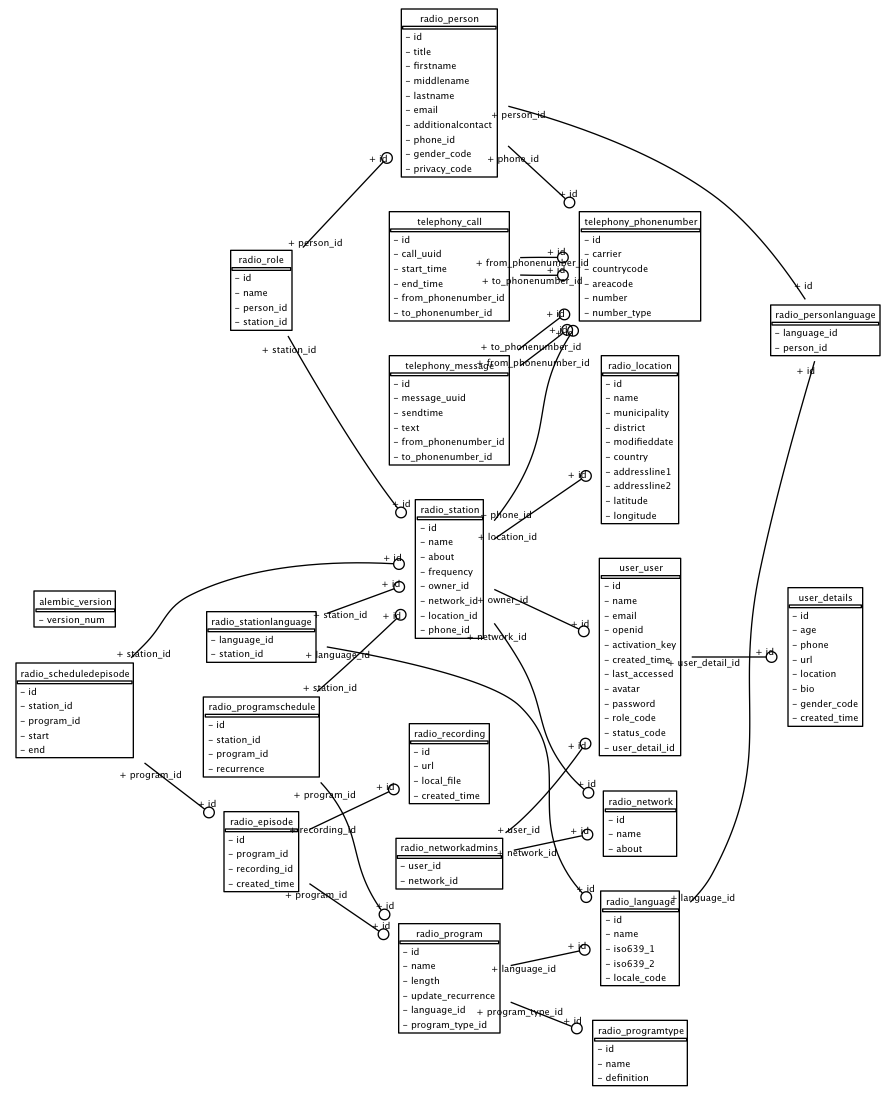 radio_person
– id
– title
– firstname
– middlename
– lastname
– email
– additionalcontact
– phone_id
– gender_code
– privacy_code
+ person_id
+ phone_id
+ id
+ id
+ person_id
telephony_call
– id
– call_uuid
– start_time
– end_time
– from_phonenumber_id
– to_phonenumber_id
+ id
+ from_phonenumber_id
+ id
+ to_phonenumber_id
telephony_phonenumber
– id
– carrier
– countrycode
– areacode
– number
– number_type
radio_role
– id
– name
– person_id
– station_id
+ station_id
+ id
radio_personlanguage
– language_id
– person_id
+ id
+ id
+ id
+ id
+ to_phonenumber_id
+ from_phonenumber_id
telephony_message
– id
– message_uuid
– sendtime
– text
– from_phonenumber_id
– to_phonenumber_id
radio_location
– id
– name
– municipality
– district
– modifieddate
– country
– addressline1
– addressline2
– latitude
– longitude
+ id
+ id
radio_station
– id
– name
– about
– frequency
– owner_id
– network_id
– location_id
– phone_id
+ phone_id
+ location_id
+ owner_id
+ network_id
+ id
+ id
+ id
+ id
user_user
– id
– name
– email
– openid
– activation_key
– created_time
– last_accessed
– avatar
– password
– role_code
– status_code
– user_detail_id
+ user_detail_id
+ id
user_details
– id
– age
– phone
– url
– location
– bio
– gender_code
– created_time
alembic_version
– version_num
radio_stationlanguage
– language_id
– station_id
+ station_id
+ language_id
+ station_id
+ station_id
radio_scheduledepisode
– id
– station_id
– program_id
– start
– end
+ program_id
+ id
radio_programschedule
– id
– station_id
– program_id
– recurrence
+ program_id
radio_recording
– id
– url
– local_file
– created_time
+ id
+ id
+ id
radio_episode
– id
– program_id
– recording_id
– created_time
+ recording_id
+ program_id
+ id
+ id
radio_networkadmins
– user_id
– network_id
+ user_id
+ network_id
+ id
radio_network
– id
– name
– about
+ id
radio_language
– id
– name
– iso639_1
– iso639_2
– locale_code
+ language_id
radio_program
– id
– name
– length
– update_recurrence
– language_id
– program_type_id
+ id
+ language_id
+ program_type_id
+ id
radio_programtype
– id
– name
– definition